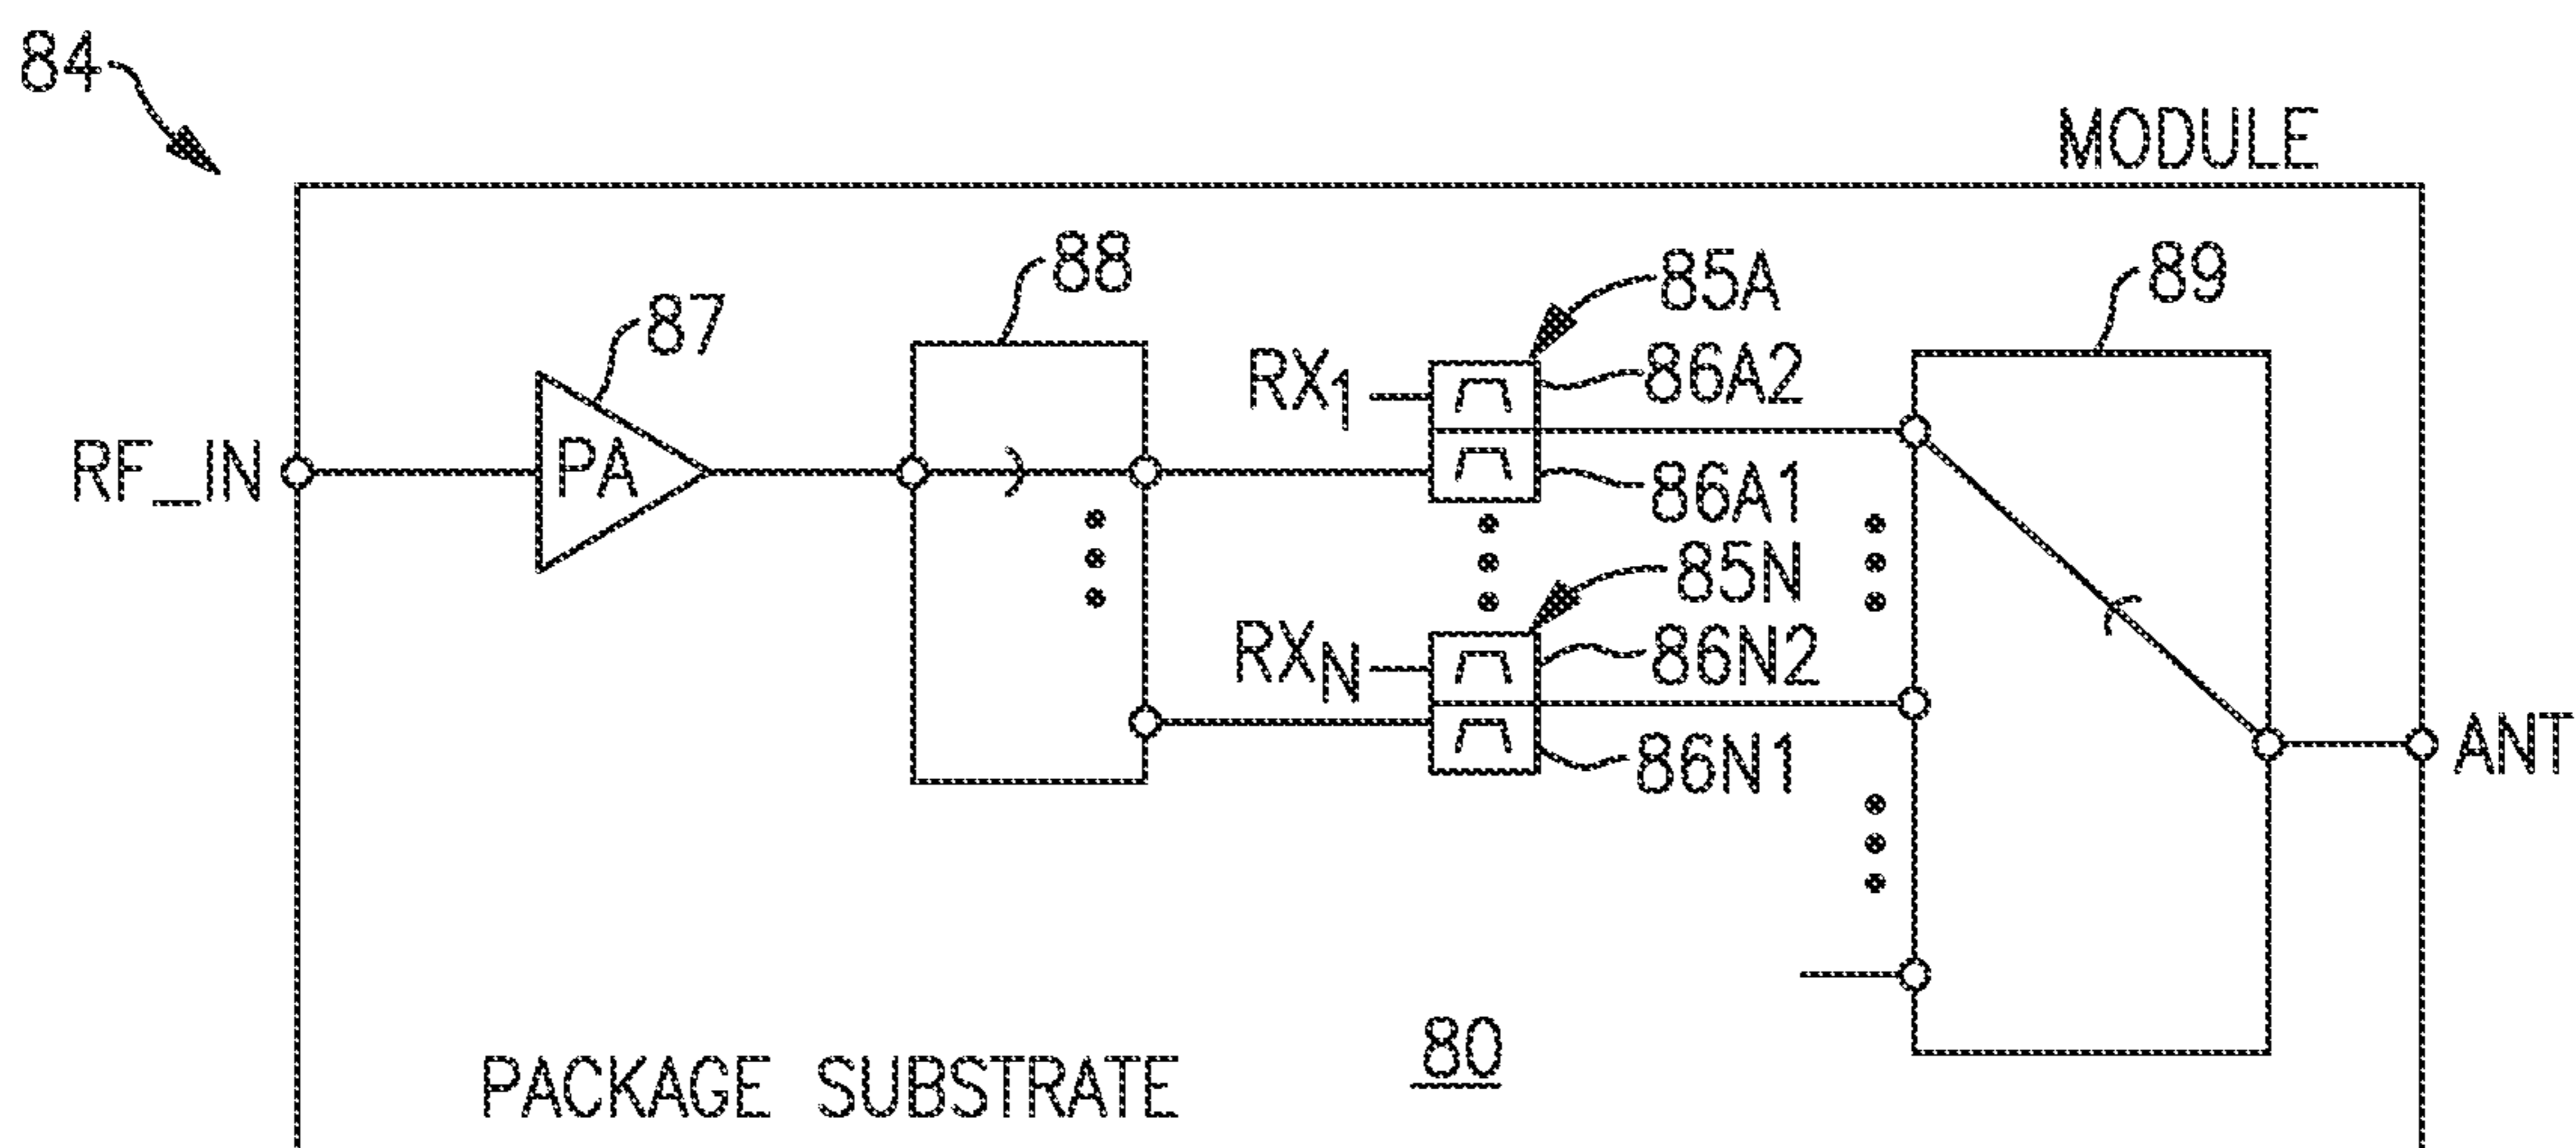 84
MODULE
88
85A
89
87
RX1
86A2
RF_IN
PA
86A1
85N
RXN
86N2
86N1
ANT
80
PACKAGE SUBSTRATE